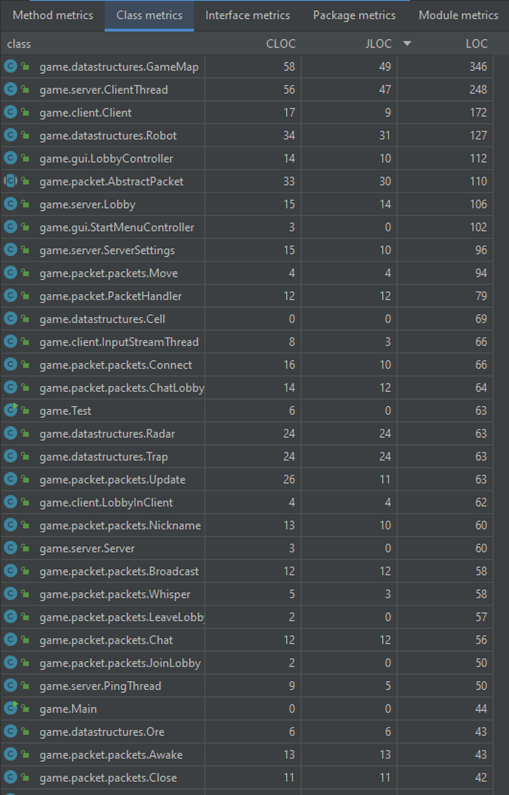 Method metrics Class metrics Interface metrics Package metrics Module metrics
class CLOC JLOC LOC
game.datastructures.GameMap 58 49 346
game.server.ClientThread 56 47 248
game.client.Client 17 9 172
game.datastructures.Robot 34 31 127
game.gui.LobbyController 14 10 112
game.packet.AbstractPacket 33 30 110
game.server.Lobby 15 14 106
game.gui.StartMenuController 3 0 102
game.server.ServerSettings 15 10 96
game.packet.packets.Move 4 4 94
game.packet.PacketHandler 12 12 79
game.datastructures.Cell 0 0 69
game.client.InputStreamThread 8 3 66
game.packet.packets.Connect 16 10 66
game.packet.packets.ChatLobby 14 12 64
game.Test 6 0 63
game.datastructures.Radar 24 24 63
game.datastructures.Trap 24 24 63
game.packet.packets.Update 26 11 63
game.client.LobbyInClient 4 4 62
game.packet.packets.Nickname 13 10 60
game.server.Server 3 0 60
game.packet.packets.Broadcast 12 12 58
game.packet.packets.Whisper 5 3 58
game.packet.packets.LeaveLobb 2 0 57
game.packet.packets.Chat 12 12 56
game.packet.packets.JoinLobby 2 0 50
game.server.PingThread 9 5 50
game.Main 0 0 44
game.datastructures.Ore 6 6 43
game.packet.packets.Awake 13 13 43
game.packet.packets.Close 11 11 42